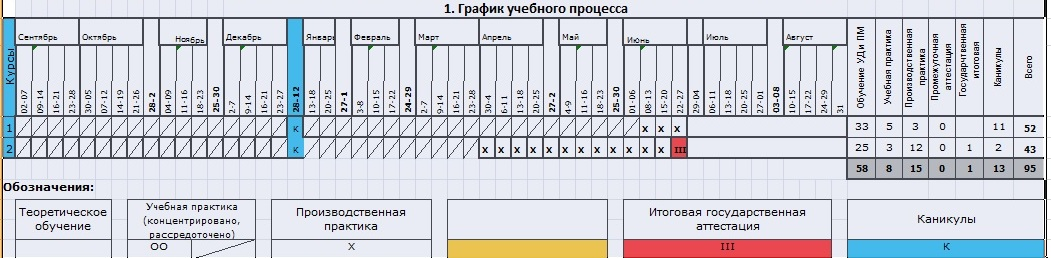 1. График учебного процесса
Курсы Сентябрь Октябрь Ноябрь Декабрь Январь Февраль Март Апрель Май Июнь Июль Август Обучение УД и ПМ Учебная практика Производственная практика Промежуточная аттестация Государчтвенная итоговая Каникулы Всего
02-07 09-14 16-21 23-28 30-05 07-12 14-19 21-26 28-2 04-09 11-16 18-23 25-30 2-7 9-14 16-21 23-27 28-12 13-18 20-25 27-1 3-8 10-15 17-22 24-29 2-7 9-14 16-21 23-28 30-4 6-11 13-18 20-25 27-2 4-9 11-16 18-23 25-30 01-06 08-13 15-20 22-27 29-04 06-11 13-18 20-25 27-01 03-08 10-15 17-22 24-29 31
1 К х х х 33 5 3 0 11 52
2 К х х х х х х х х х х х III 25 3 12 0 1 2 43
58 8 15 0 1 13 95
Обозначения:
Теоретическое обучение
Учебная практика (концентрировано, рассредоточено)
Производственная практика
Итоговая государственная аттестация
Каникулы
ОО Х III К